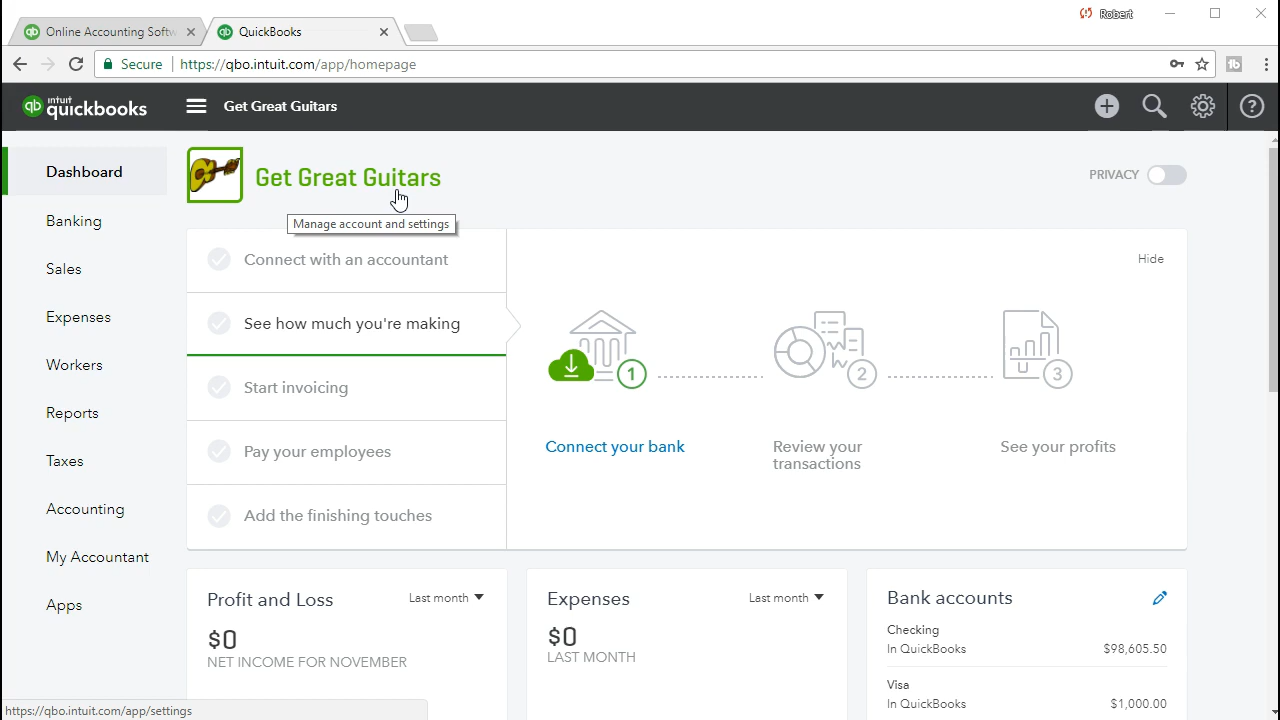 Online Accounting Softw
QuickBooks
Robert
Secure
https://qbo.intuit.com/app/homepage
tb
qb intuit quickbooks
Get Great Guitars
?
Dashboard
Banking
Sales
Expenses
Workers
Reports
Taxes
Accounting
My Accountant
Apps
Get Great Guitars
PRIVACY
Manage account and settings
Connect with an accountant
See how much you're making
Start invoicing
Pay your employees
Add the finishing touches
Hide
1
2
3
Connect your bank
Review your
transactions
See your profits
Profit and Loss
Last month
$0
NET INCOME FOR NOVEMBER
Expenses
Last month
$0
LAST MONTH
Bank accounts
Checking
In QuickBooks $98,605.50
Visa
In QuickBooks $1,000.00
https://qbo.intuit.com/app/settings